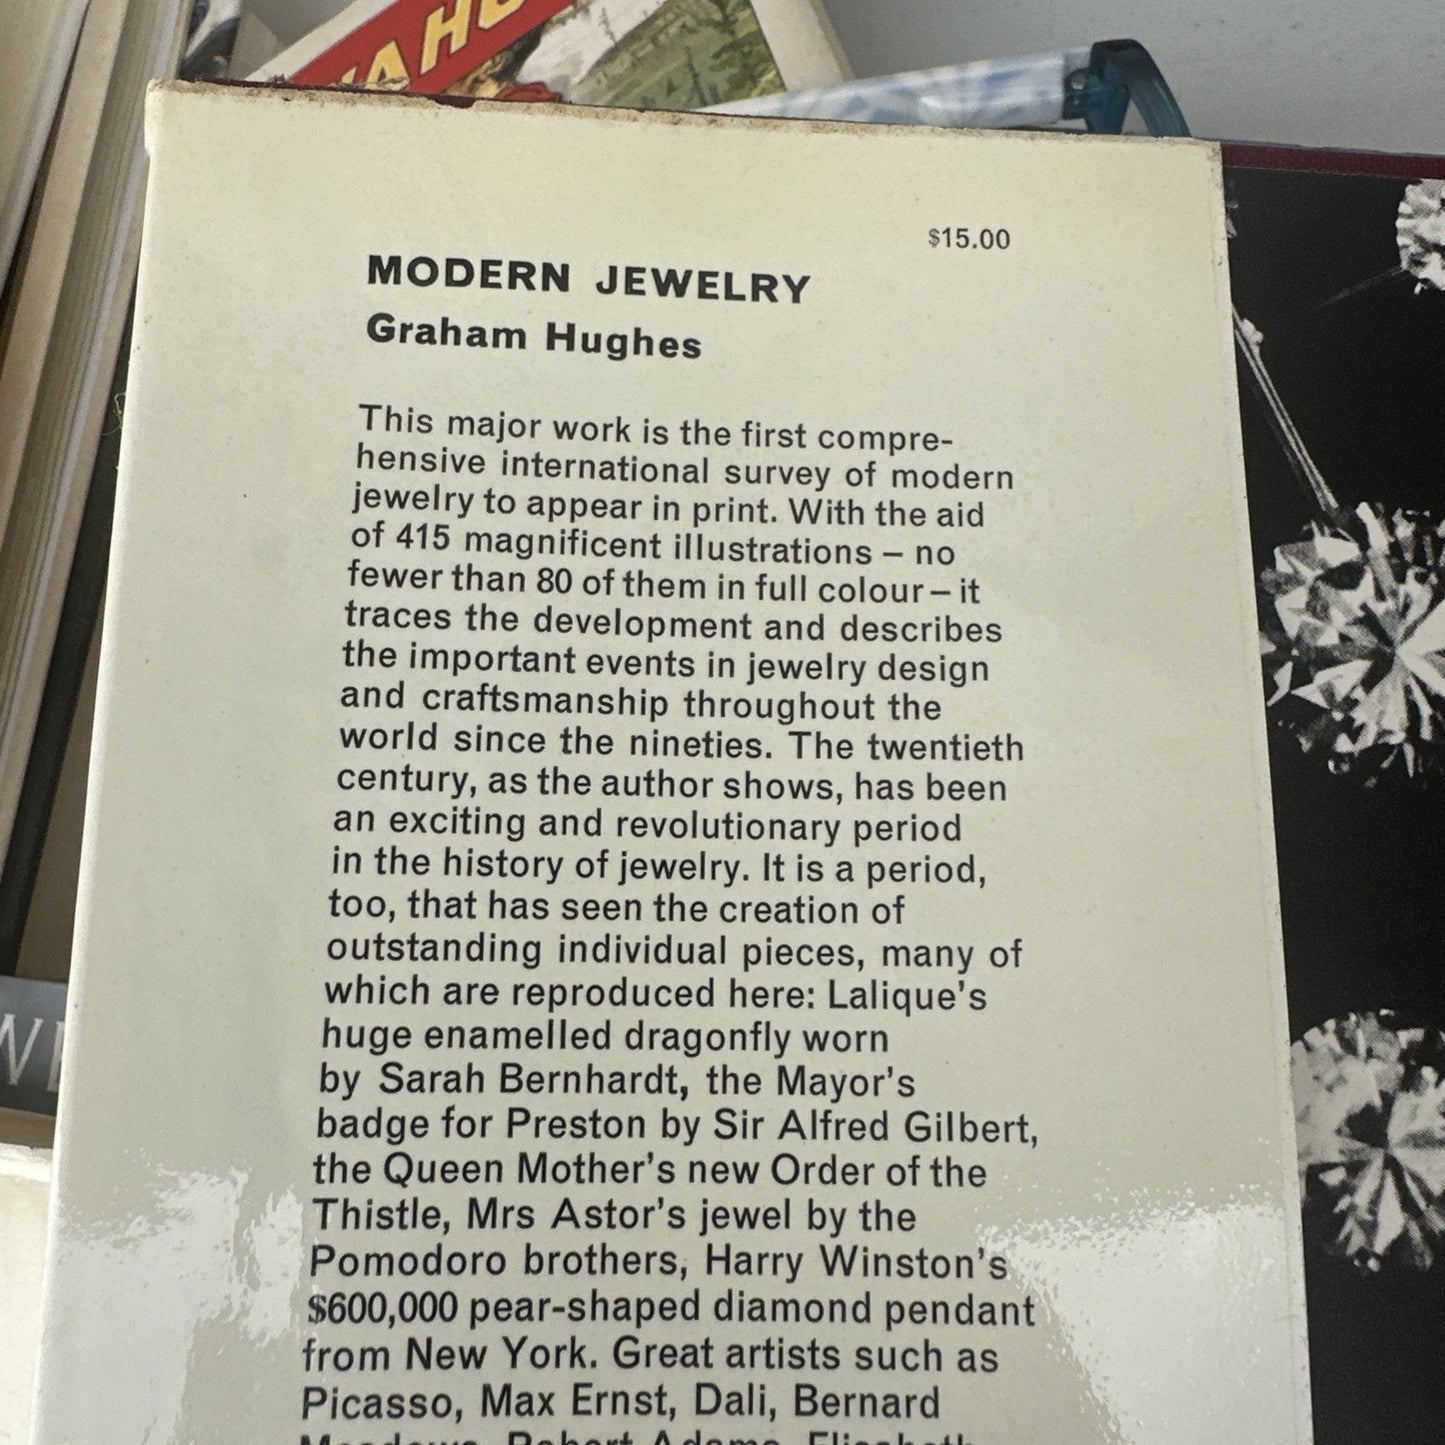 $15.00
MODERN JEWELRY
Graham Hughes
This major work is the first compre-
hensive international survey of modern
jewelry to appear in print. With the aid
of 415 magnificent illustrations – no
fewer than 80 of them in full colour – it
traces the development and describes
the important events in jewelry design
and craftsmanship throughout the
world since the nineties. The twentieth
century, as the author shows, has been
an exciting and revolutionary period
in the history of jewelry. It is a period,
too, that has seen the creation of
outstanding individual pieces, many of
which are reproduced here: Lalique's
huge enamelled dragonfly worn
by Sarah Bernhardt, the Mayor's
badge for Preston by Sir Alfred Gilbert,
the Queen Mother's new Order of the
Thistle, Mrs Astor's jewel by the
Pomodoro brothers, Harry Winston's
$600,000 pear-shaped diamond pendant
from New York. Great artists such as
Picasso, Max Ernst, Dali, Bernard